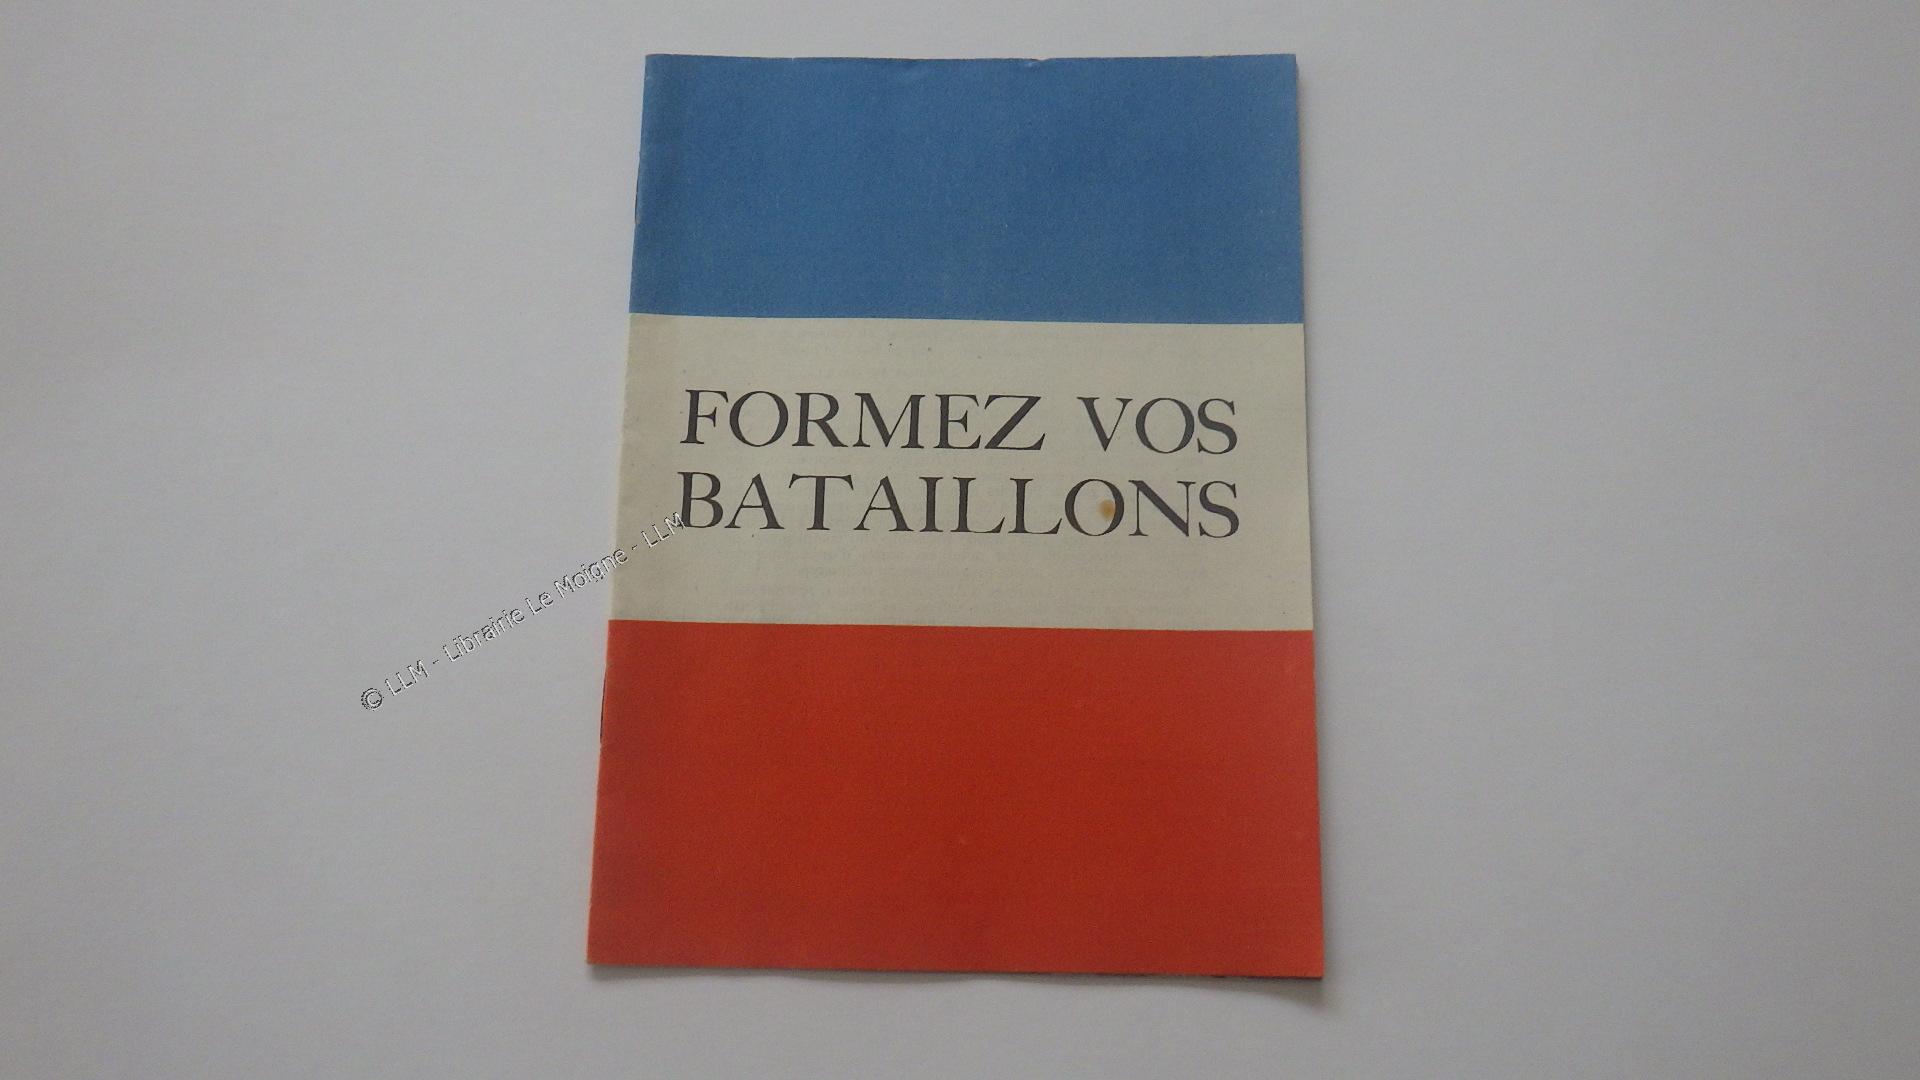 FORMEZ VOS
BATAILLONS
© LLM - Librairie Le Moigne - LLM